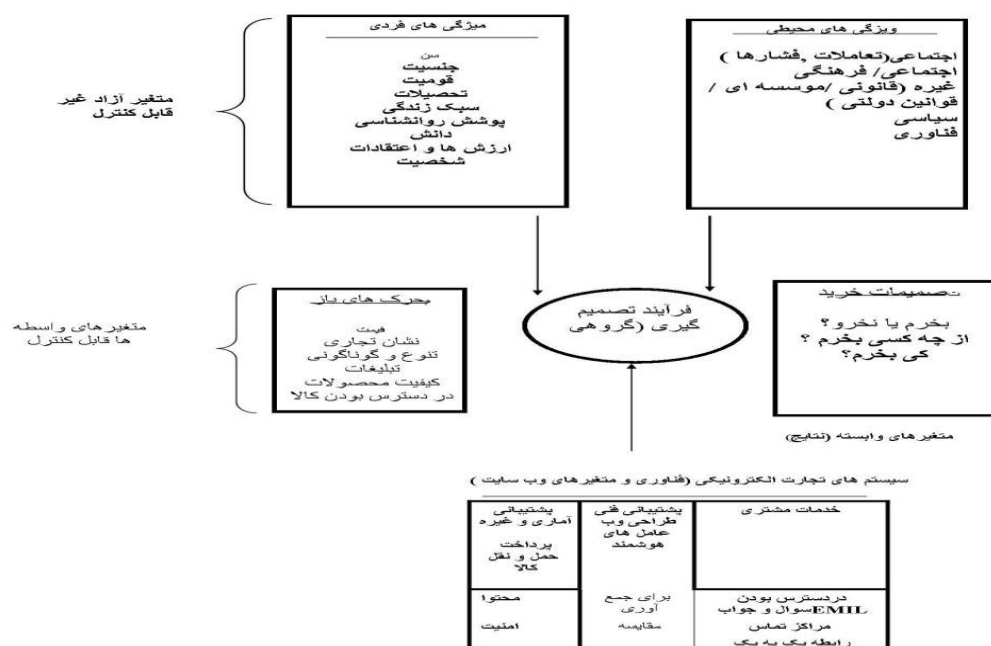 ویزگی های محیطی
اجتماعی(تعاملات ,فشارها )
اجتماعی/ فرهنگی
غیره (قانونی /موسسه ای /
قوانین دولتی )
سیاسی
فناوری
میزگی های فردی
سن
جنسیت
قومیت
تحصیلات
سبک زندگی
پوشش روانشناسی
دانش
ارزش ها و اعتقادات
شخصیت
متغیر آزاد غیر
قابل کنترل
تصمیمات خرید
بخرم یا نخرو؟
از چه کسی بخرم ؟
کی بخرم؟
متغیرهای وابسته (نتایج)
فرآیند تصمیم
گیری (گروهی
محرک های باز
قیمت
نشان تجاری
تنوع و گوناگونی
تبلیغات
کیفیت محصولات
در دسترس بودن کالا
متغیرهای واسطه
ها قابل کنترل
سیستم های تجارت الکترونیکی (فناوری و متغیرهای وب سایت )
خدمات مشتری
پشتیبانی فنی
طراحی وب
عامل های
هوشمند
پشتیبانی
آماری و غیره
پرداخت
حمل و نقل
کالا
دردسترس بودن
EMILسوال و جواب
مراکز تماس
رابطه یک به یک
برای جمع
آوری
مقایسه
محتوا
امنیت